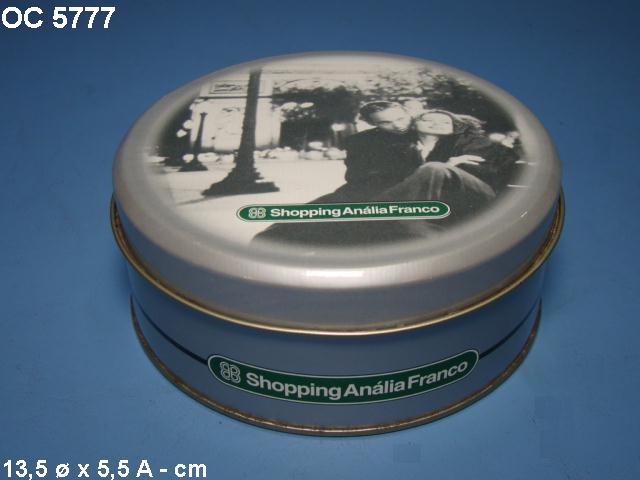 OC 5777
Shopping Anália Franco
Shopping Anália Franco
13,5 ø x 5,5 A - cm